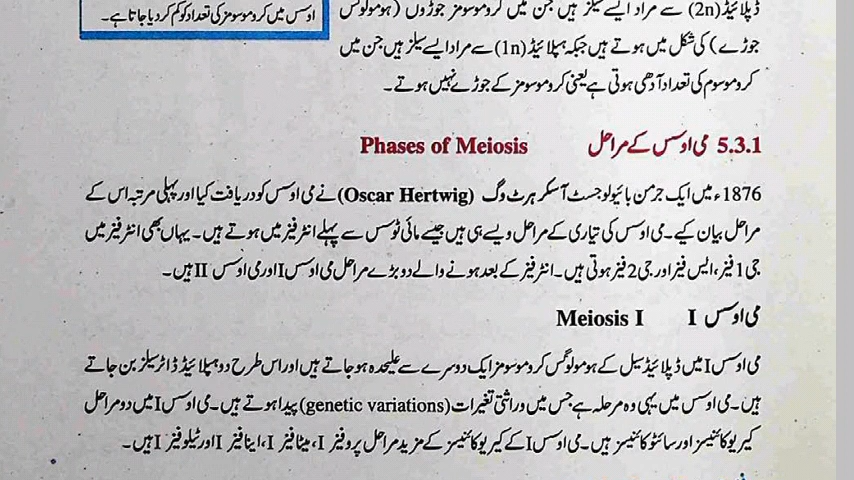 ڈپلائیڈ (2n) سے مراد ایسے سیلز ہیں جن میں کروموسومز جوڑوں (ہومولوگس
اوسس میں کروموسومز کی تعداد کو کم کر دیا جاتا ہے۔
جوڑے) کی شکل میں ہوتے ہیں جبکہ ہپلائیڈ (1n) سے مراد ایسے سیلز ہیں جن میں
کروموسوم کی تعداد آدھی ہوتی ہے یعنی کروموسومز کے جوڑے نہیں ہوتے۔
5.3.1 می اوسس کے مراحل Phases of Meiosis
1876ء میں ایک جرمن بائیولوجسٹ آسکر ہرٹ وگ (Oscar Hertwig) نے می اوسس کو دریافت کیا اور پہلی مرتبہ اس کے
مراحل بیان کیے۔ می اوسس کی تیاری کے مراحل ویسے ہی ہیں جیسے مائی ٹوسس سے پہلے انٹرفیز میں ہوتے ہیں۔ یہاں بھی انٹرفیز میں
جی 1 فیز، ایس فیز اور جی 2 فیز ہوتی ہیں۔ انٹرفیز کے بعد ہونے والے دو بڑے مراحل می اوسس I اور می اوسس II ہیں۔
می اوسس I Meiosis I
می اوسس I میں ڈپلائیڈ سیل کے ہومولوگس کروموسومز ایک دوسرے سے علیحدہ ہو جاتے ہیں اور اس طرح دو ہپلائیڈ ڈاٹر سیلز بن جاتے
ہیں۔ می اوسس میں یہی وہ مرحلہ ہے جس میں وراثتی تغیرات (genetic variations) پیدا ہوتے ہیں۔ می اوسس I میں دو مراحل
کیریوکائنیسز اور سائٹوکائنیسز ہیں۔ می اوسس I کے کیریوکائنیسز کے مزید مراحل پروفیز I، میٹافیز I، اینافیز I اور ٹیلوفیز I ہیں۔